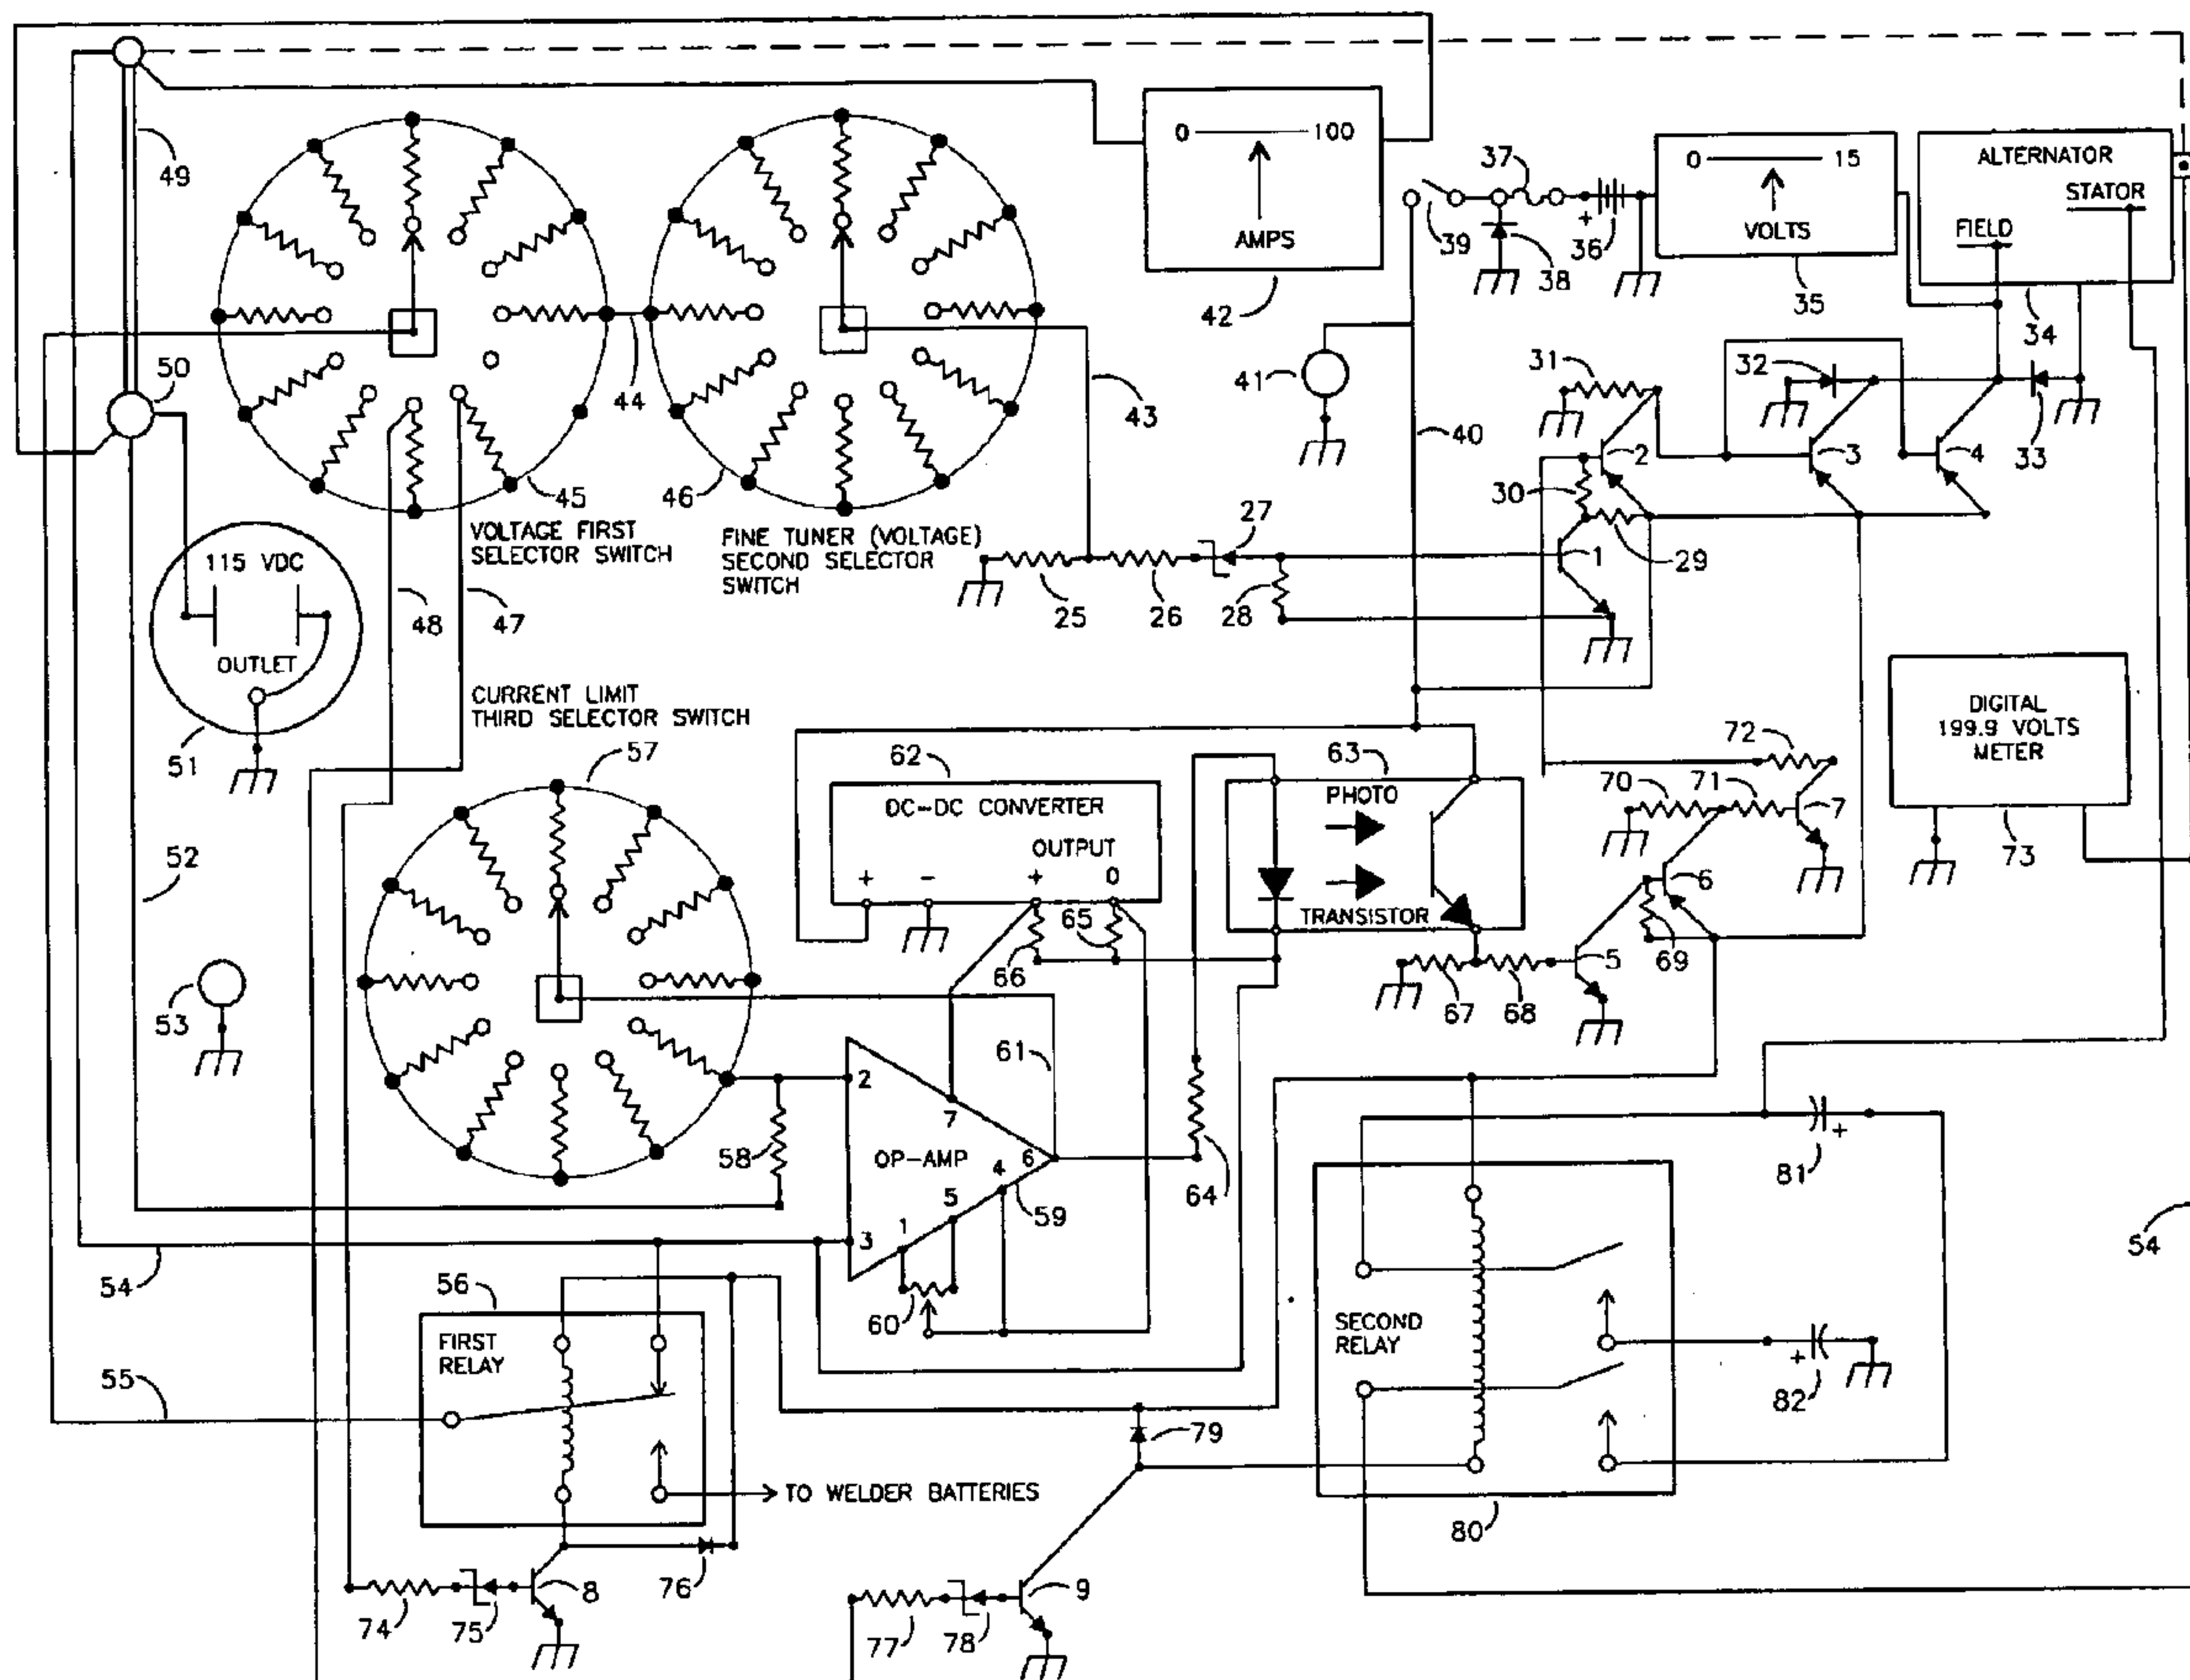 49
0 100
AMPS
42
37
39
38
36
+
0 15
VOLTS
35
ALTERNATOR
STATOR
FIELD
34
50
44
43
41
40
31
32
33
2
3
4
30
29
1
45
46
VOLTAGE FIRST
SELECTOR SWITCH
FINE TUNER (VOLTAGE)
SECOND SELECTOR
SWITCH
27
25
26
28
115 VDC
OUTLET
51
48
47
CURRENT LIMIT
THIRD SELECTOR SWITCH
57
62
DC-DC CONVERTER
OUTPUT
+ - + 0
66
65
63
PHOTO
TRANSISTOR
72
70
71
7
6
5
69
67
68
DIGITAL
199.9 VOLTS
METER
73
52
53
61
2
7
OP-AMP
6
4
5
1
3
58
59
60
64
54
56
FIRST
RELAY
55
TO WELDER BATTERIES
74
75
8
76
77
78
9
79
SECOND
RELAY
80
81
+
82
+
54